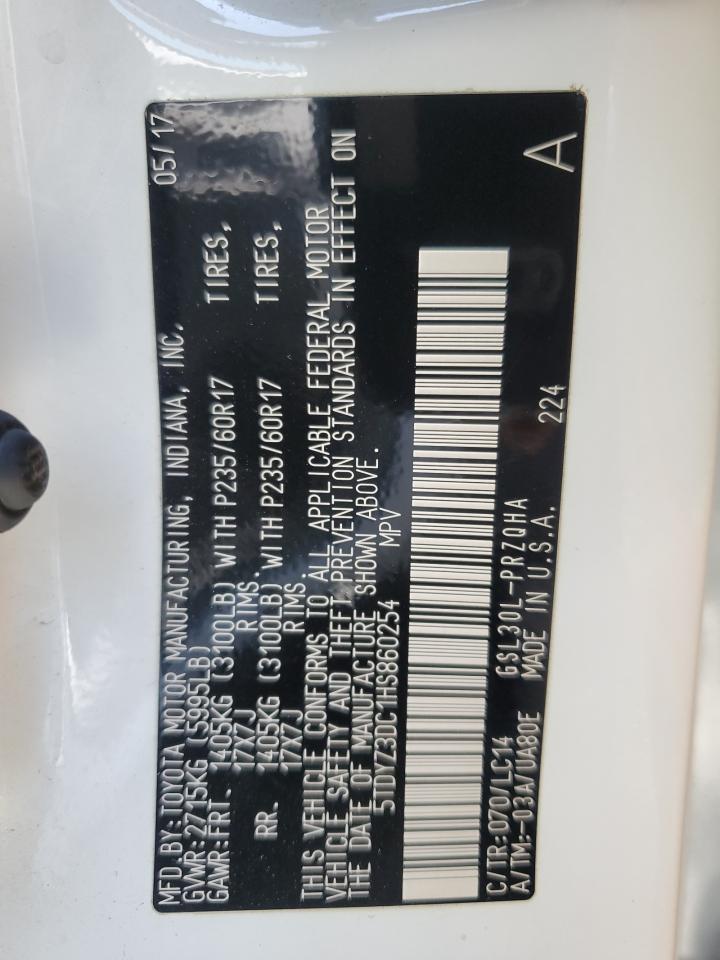 MFD.BY:TOYOTA MOTOR MANUFACTURING, INDIANA, INC. 05/17
GVWR:2715KG (5995LB)
GAWR:FRT. 1405KG (3100LB) WITH P235/60R17 TIRES,
17X7J RIMS.
RR. 1405KG (3100LB) WITH P235/60R17 TIRES,
17X7J RIMS.
THIS VEHICLE CONFORMS TO ALL APPLICABLE FEDERAL MOTOR
VEHICLE SAFETY AND THEFT PREVENTION STANDARDS IN EFFECT ON
THE DATE OF MANUFACTURE SHOWN ABOVE.
5TDYZ3DC1HS860254 MPV
A
C/TR:070/LC14 GSL30L-PRZQHA
A/TM:-03A/UA80E MADE IN U.S.A. 224